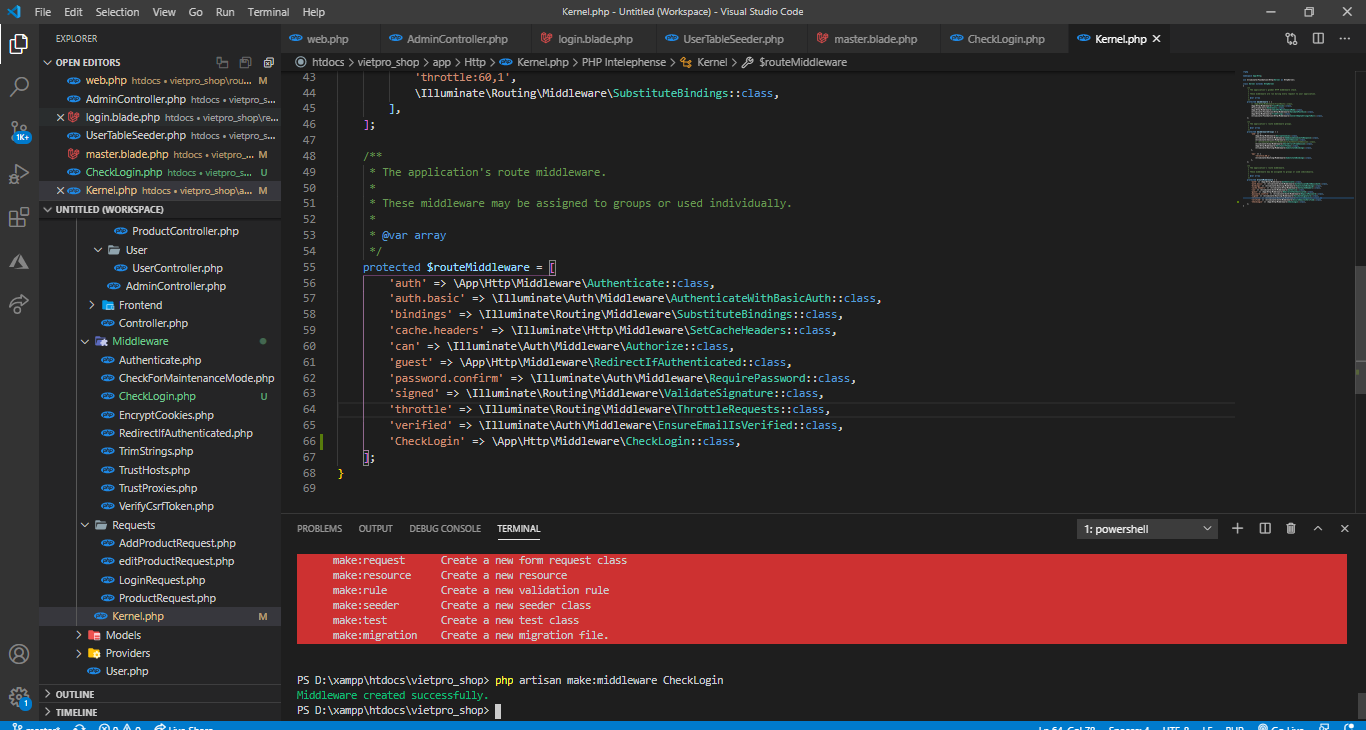 File Edit Selection View Go Run Terminal Help
Kernel.php - Untitled (Workspace) - Visual Studio Code
EXPLORER
OPEN EDITORS
web.php htdocs • vietpro_shop\rou... M
AdminController.php htdocs • vietpro_s...
login.blade.php htdocs • vietpro_shop\re...
UserTableSeeder.php htdocs • vietpro_s...
master.blade.php htdocs • vietpro_... M
CheckLogin.php htdocs • vietpro_s... U
Kernel.php htdocs • vietpro_shop\a... M
UNTITLED (WORKSPACE)
ProductController.php
User
UserController.php
AdminController.php
Frontend
Controller.php
Middleware
Authenticate.php
CheckForMaintenanceMode.php
CheckLogin.php U
EncryptCookies.php
RedirectIfAuthenticated.php
TrimStrings.php
TrustHosts.php
TrustProxies.php
VerifyCsrfToken.php
Requests
AddProductRequest.php
editProductRequest.php
LoginRequest.php
ProductRequest.php
Kernel.php M
Models
Providers
User.php
OUTLINE
TIMELINE
1K+
1
web.php AdminController.php login.blade.php UserTableSeeder.php master.blade.php CheckLogin.php Kernel.php
htdocs > vietpro_shop > app > Http > Kernel.php > PHP Intelephense > Kernel > $routeMiddleware
43 'throttle:60,1',
44 \Illuminate\Routing\Middleware\SubstituteBindings::class,
45 ],
46 ];
47
48 /**
49 * The application's route middleware.
50 *
51 * These middleware may be assigned to groups or used individually.
52 *
53 * @var array
54 */
55 protected $routeMiddleware = [
56 'auth' => \App\Http\Middleware\Authenticate::class,
57 'auth.basic' => \Illuminate\Auth\Middleware\AuthenticateWithBasicAuth::class,
58 'bindings' => \Illuminate\Routing\Middleware\SubstituteBindings::class,
59 'cache.headers' => \Illuminate\Http\Middleware\SetCacheHeaders::class,
60 'can' => \Illuminate\Auth\Middleware\Authorize::class,
61 'guest' => \App\Http\Middleware\RedirectIfAuthenticated::class,
62 'password.confirm' => \Illuminate\Auth\Middleware\RequirePassword::class,
63 'signed' => \Illuminate\Routing\Middleware\ValidateSignature::class,
64 'throttle' => \Illuminate\Routing\Middleware\ThrottleRequests::class,
65 'verified' => \Illuminate\Auth\Middleware\EnsureEmailIsVerified::class,
66 'CheckLogin' => \App\Http\Middleware\CheckLogin::class,
67 ];
68 }
69
PROBLEMS OUTPUT DEBUG CONSOLE TERMINAL
1: powershell
make:request Create a new form request class
make:resource Create a new resource
make:rule Create a new validation rule
make:seeder Create a new seeder class
make:test Create a new test class
make:migration Create a new migration file.
PS D:\xampp\htdocs\vietpro_shop> php artisan make:middleware CheckLogin
Middleware created successfully.
PS D:\xampp\htdocs\vietpro_shop>